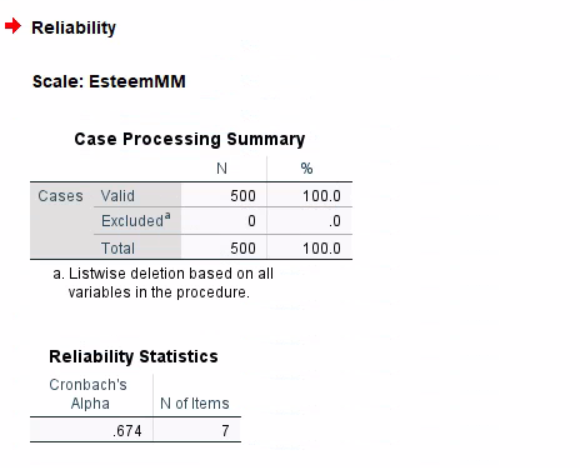 Reliability
Scale: EsteemMM
Case Processing Summary
N %
Cases Valid 500 100.0
Excludedᵃ 0 .0
Total 500 100.0
a. Listwise deletion based on all
variables in the procedure.
Reliability Statistics
Cronbach's
Alpha N of Items
.674 7